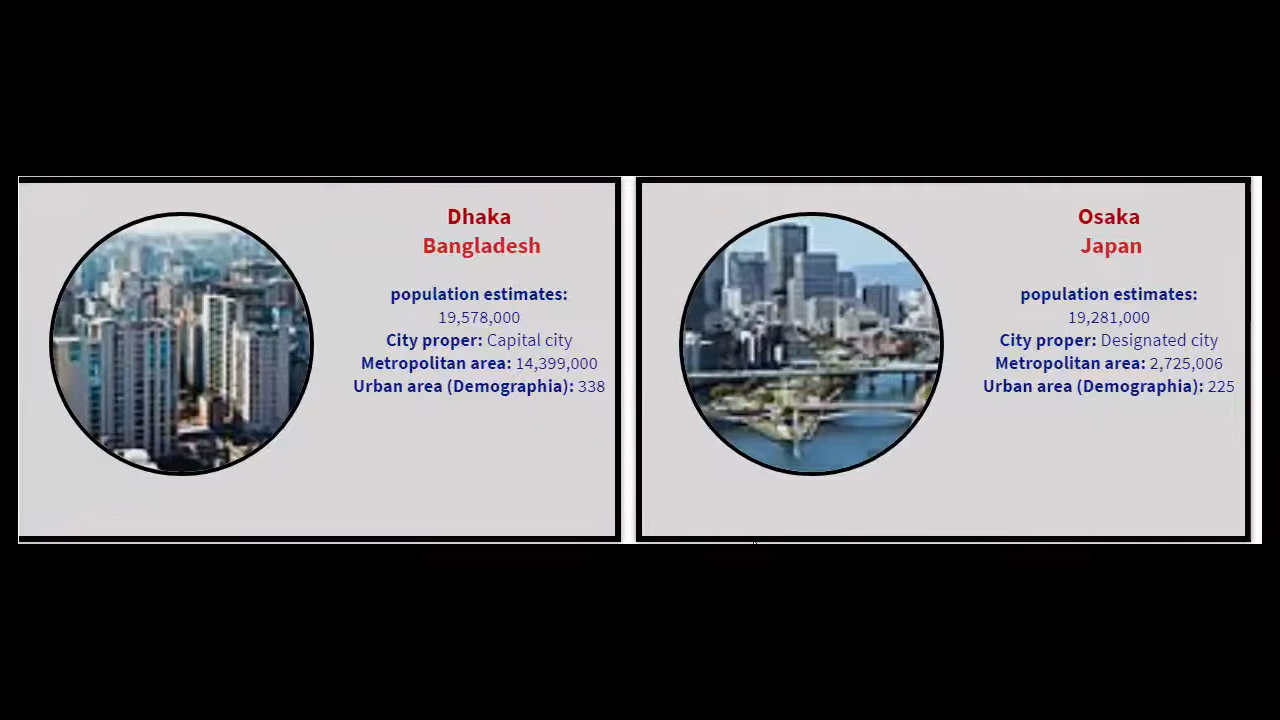 Dhaka
Bangladesh
population estimates:
19,578,000
City proper: Capital city
Metropolitan area: 14,399,000
Urban area (Demographia): 338
Osaka
Japan
population estimates:
19,281,000
City proper: Designated city
Metropolitan area: 2,725,006
Urban area (Demographia): 225